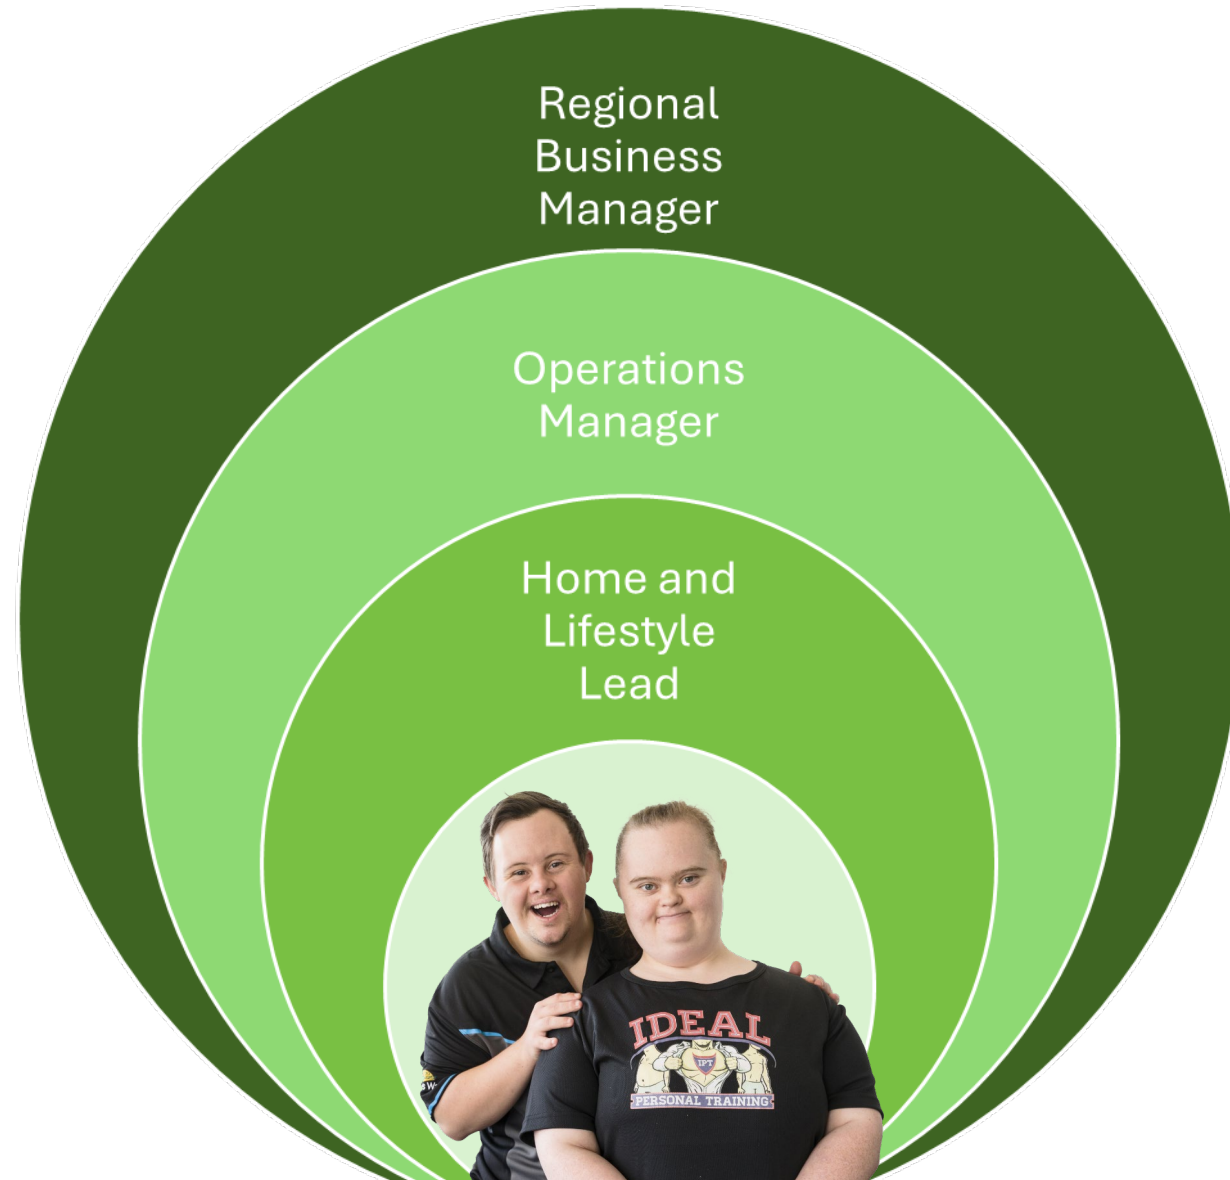 Regional
Business
Manager
Operations
Manager
Home and
Lifestyle
Lead
IDEAL
IPT
PERSONAL TRAINING